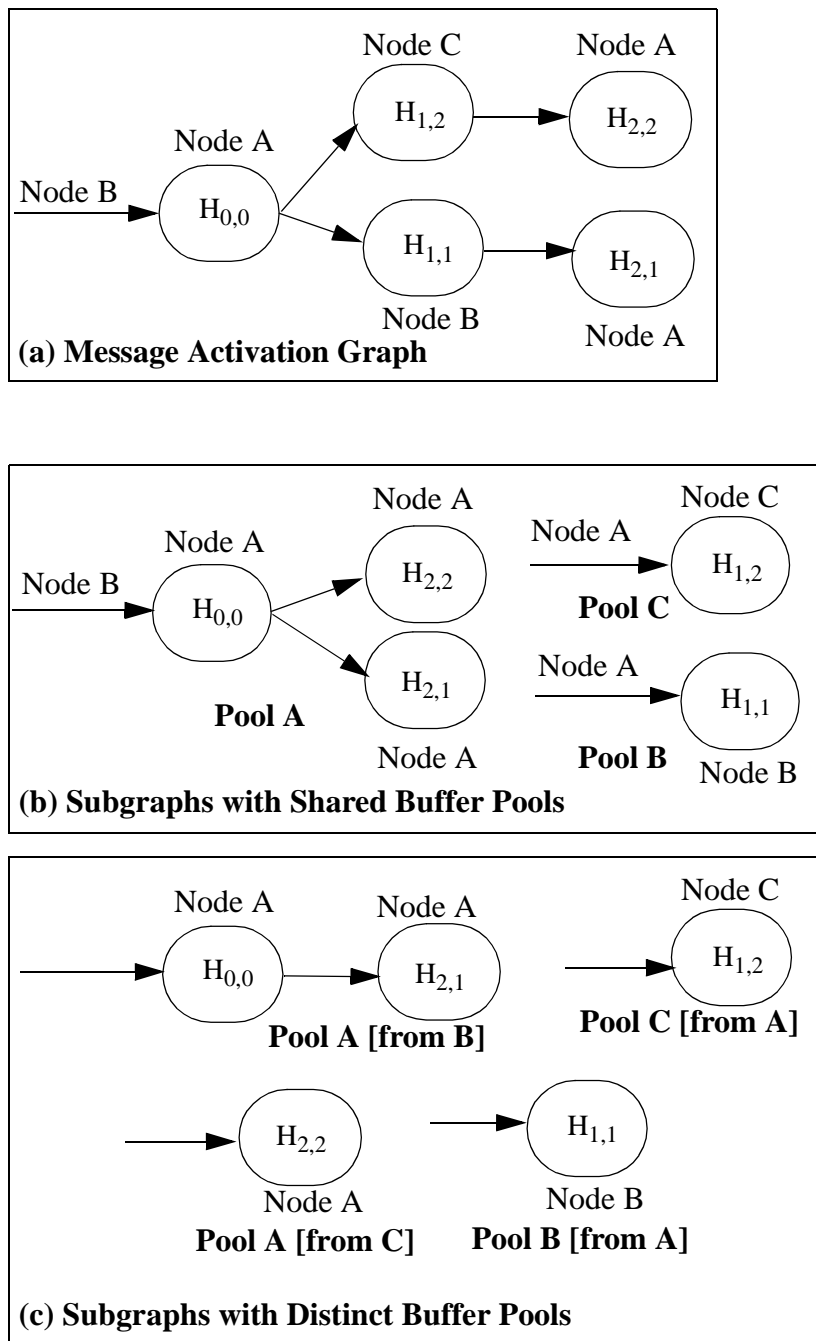 Node C
Node A
H1,2
H2,2
Node A
Node B
H0,0
H1,1
H2,1
Node B
Node A
(a) Message Activation Graph
Node A
Node C
Node A
Node A
H2,2
H1,2
Node B
H0,0
Pool C
Node A
H2,1
H1,1
Pool A
Node A
Pool B
Node B
(b) Subgraphs with Shared Buffer Pools
Node A
Node A
Node C
H0,0
H2,1
H1,2
Pool A [from B]
Pool C [from A]
H2,2
H1,1
Node A
Node B
Pool A [from C]
Pool B [from A]
(c) Subgraphs with Distinct Buffer Pools